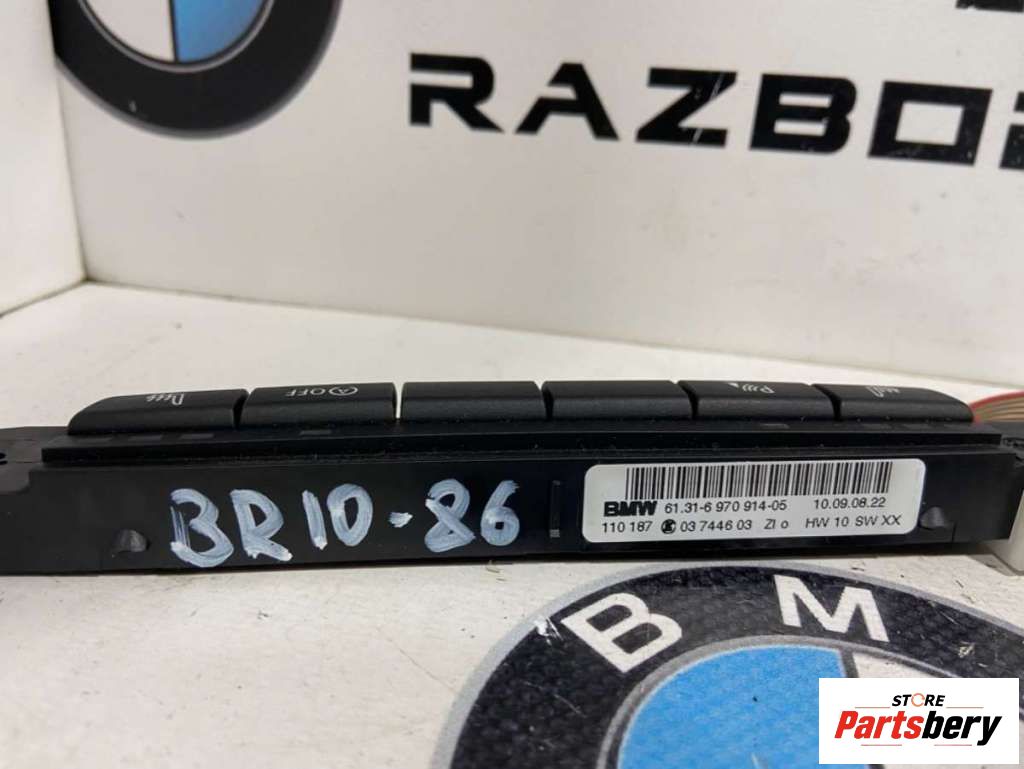 RAZBO
OFF
P
BR10-86
BMW 61.31-6 970 914-05 10.09.08.22
110 187 03 7446 03 ZI o HW 10 SW XX
B M
STORE
Partsbery